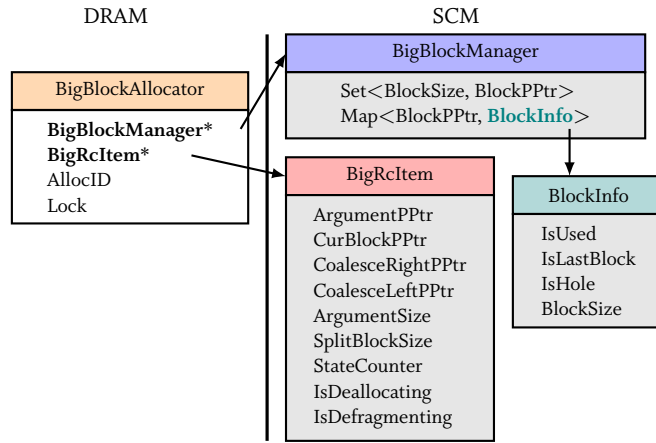 DRAM
SCM
BigBlockAllocator
BigBlockManager*
BigRcItem*
AllocID
Lock
BigBlockManager
Set<BlockSize, BlockPPtr>
Map<BlockPPtr, BlockInfo>
BigRcItem
ArgumentPPtr
CurBlockPPtr
CoalesceRightPPtr
CoalesceLeftPPtr
ArgumentSize
SplitBlockSize
StateCounter
IsDeallocating
IsDefragmenting
BlockInfo
IsUsed
IsLastBlock
IsHole
BlockSize